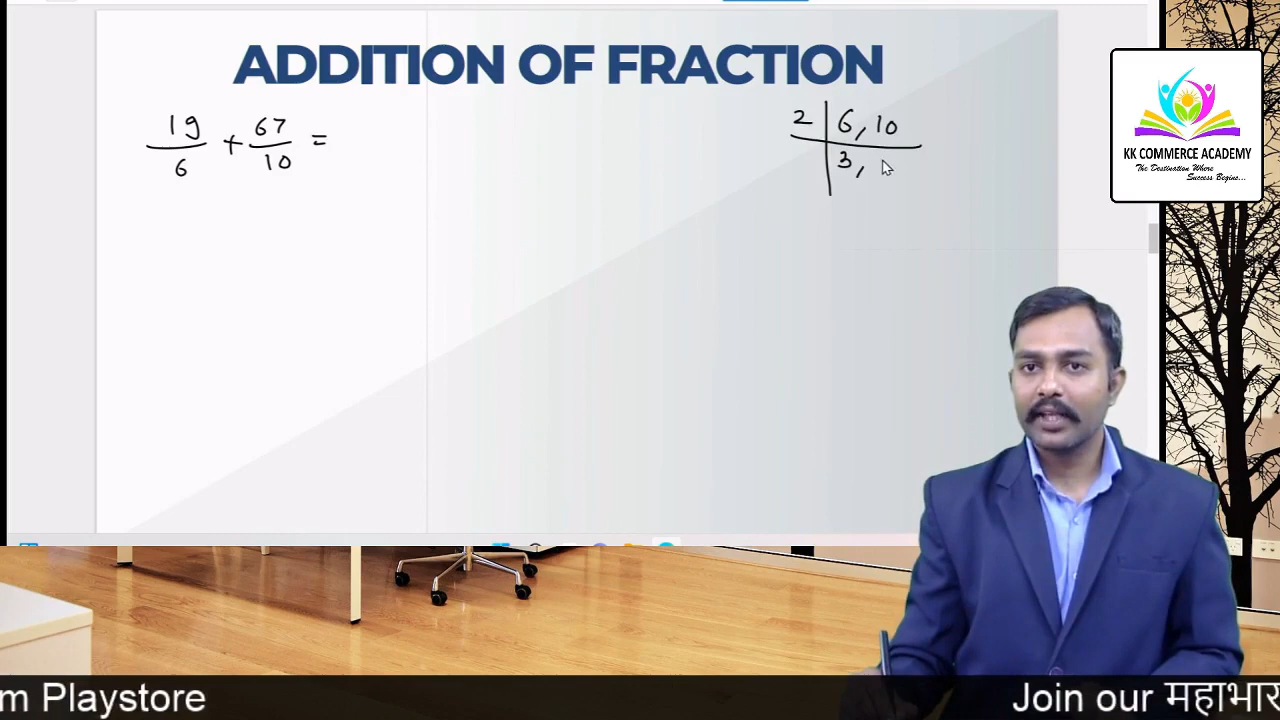 ADDITION OF FRACTION
19/6 + 67/10 =
2 | 6, 10
3,
KK COMMERCE ACADEMY
The Destination Where
Success Begins...
m Playstore
Join our महाभार